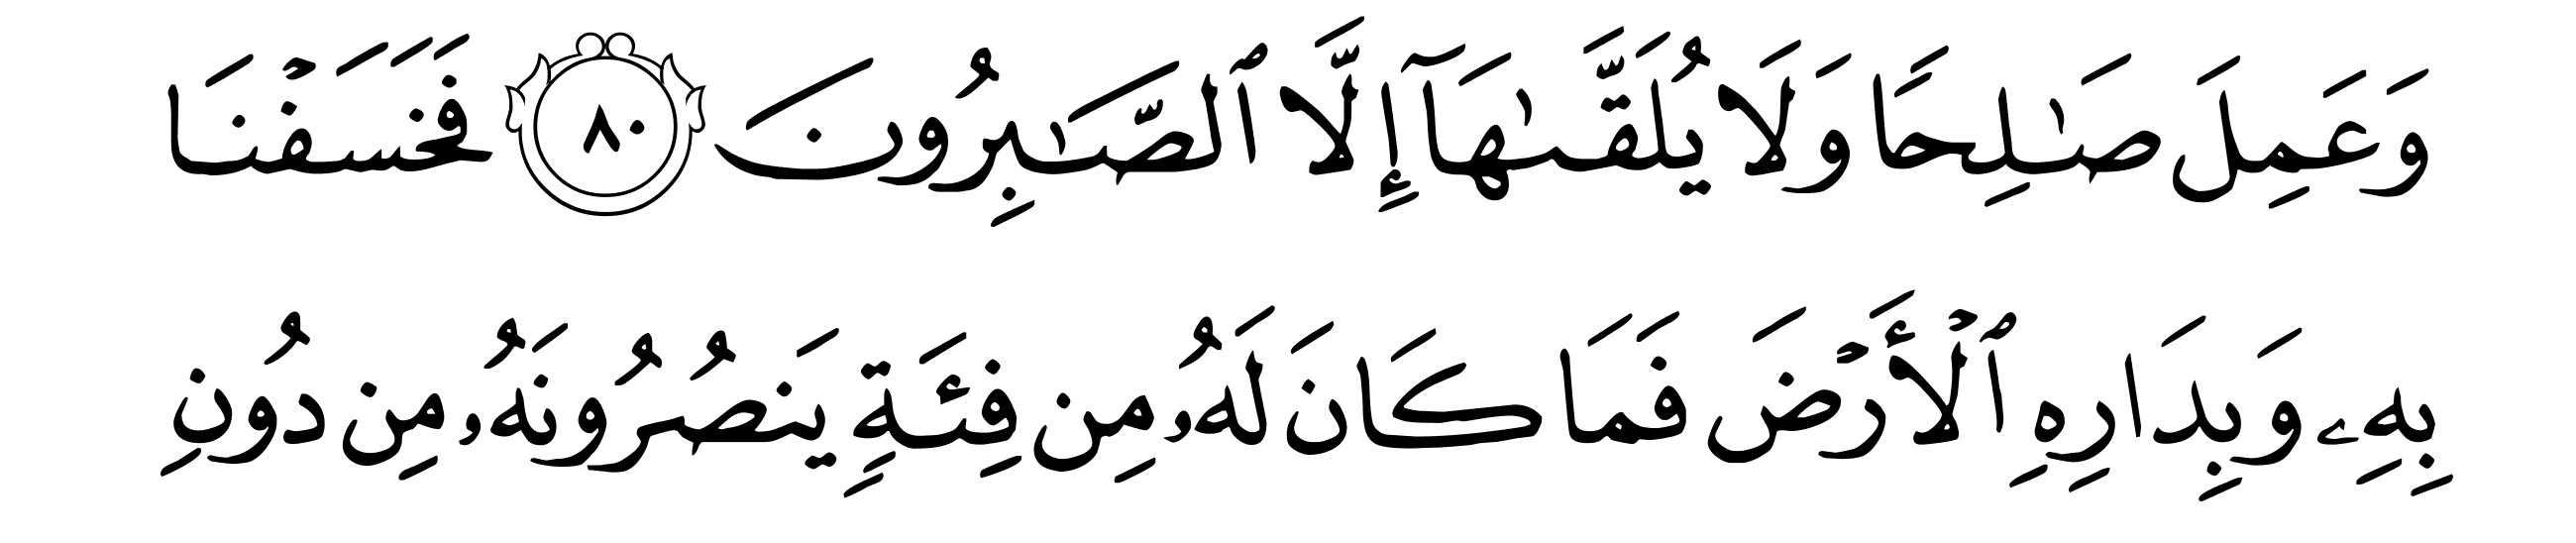 وَعَمِلَ صَـٰلِحًا وَلَا يُلَقَّىٰهَآ إِلَّا ٱلصَّـٰبِرُونَ ٨٠ فَخَسَفْنَا
بِهِۦ وَبِدَارِهِ ٱلْأَرْضَ فَمَا كَانَ لَهُۥ مِن فِئَةٍ يَنصُرُونَهُۥ مِن دُونِ